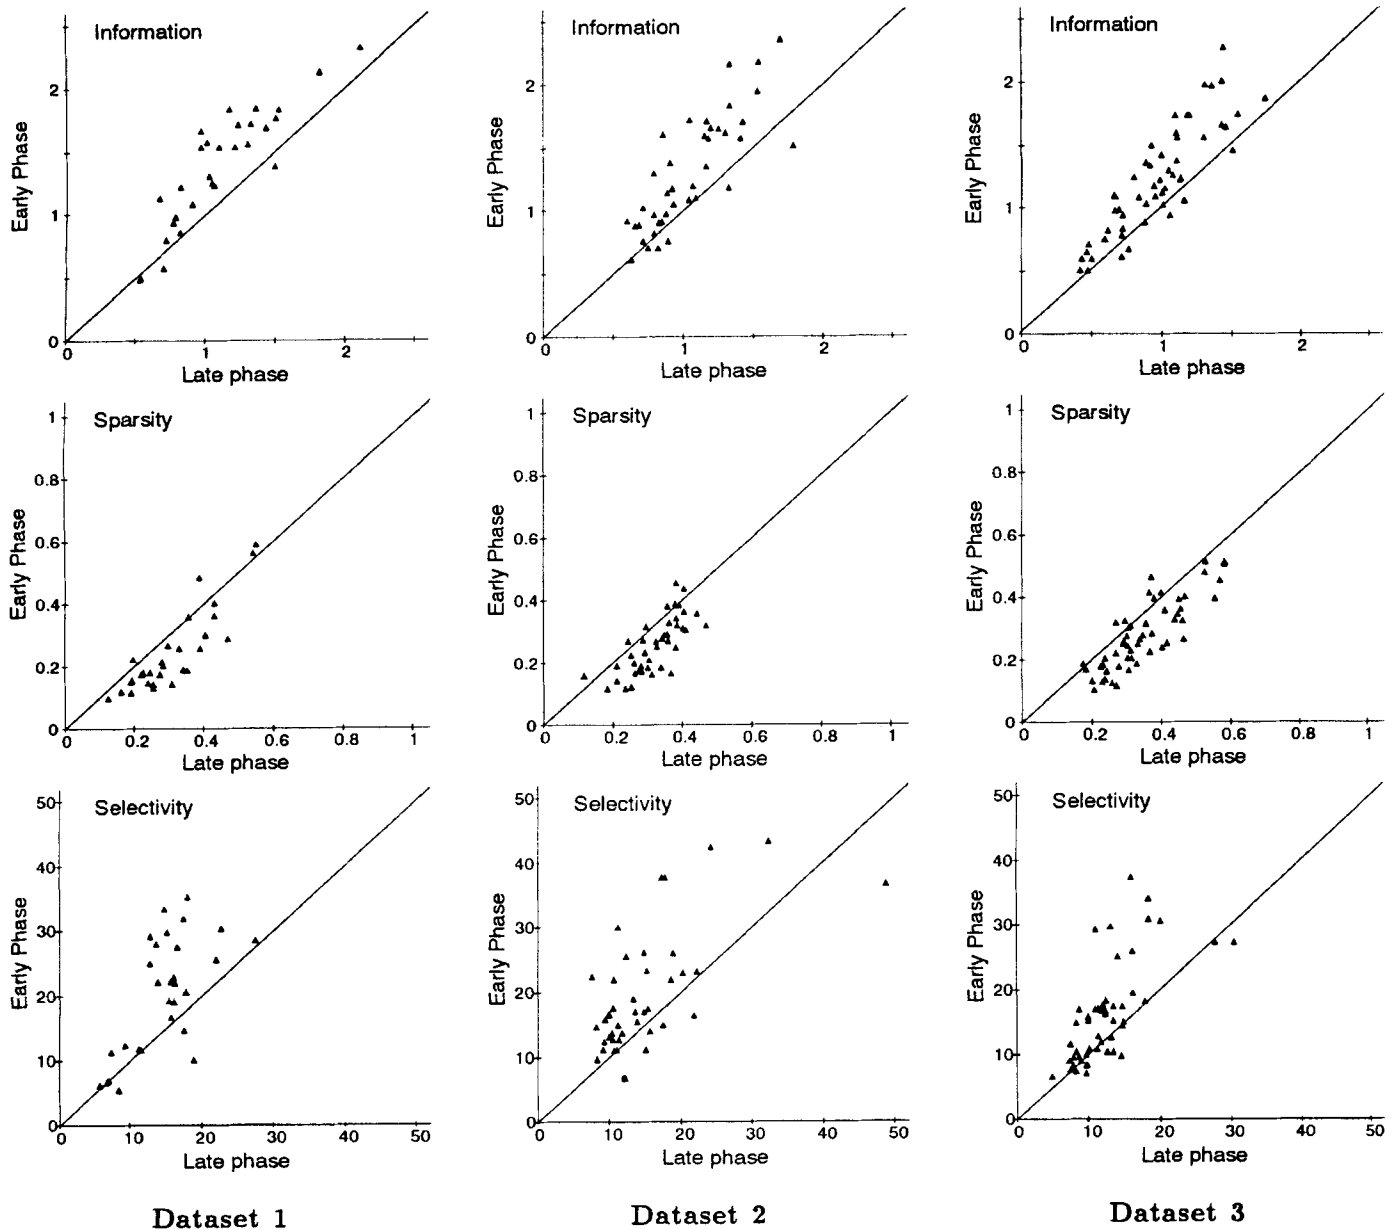 Information
Early Phase
2
1
0
0 1 2
Late phase
Information
Early Phase
2
1
0
0 1 2
Late phase
Information
Early Phase
2
1
0
0 1 2
Late phase
Sparsity
Early Phase
1
0.8
0.6
0.4
0.2
0
0 0.2 0.4 0.6 0.8 1
Late phase
Sparsity
Early Phase
1
0.8
0.6
0.4
0.2
0
0 0.2 0.4 0.6 0.8 1
Late phase
Sparsity
Early Phase
1
0.8
0.6
0.4
0.2
0
0 0.2 0.4 0.6 0.8 1
Late phase
Selectivity
Early Phase
50
40
30
20
10
0
0 10 20 30 40 50
Late phase
Selectivity
Early Phase
50
40
30
20
10
0
0 10 20 30 40 50
Late phase
Selectivity
Early Phase
50
40
30
20
10
0
0 10 20 30 40 50
Late phase
Dataset 1
Dataset 2
Dataset 3